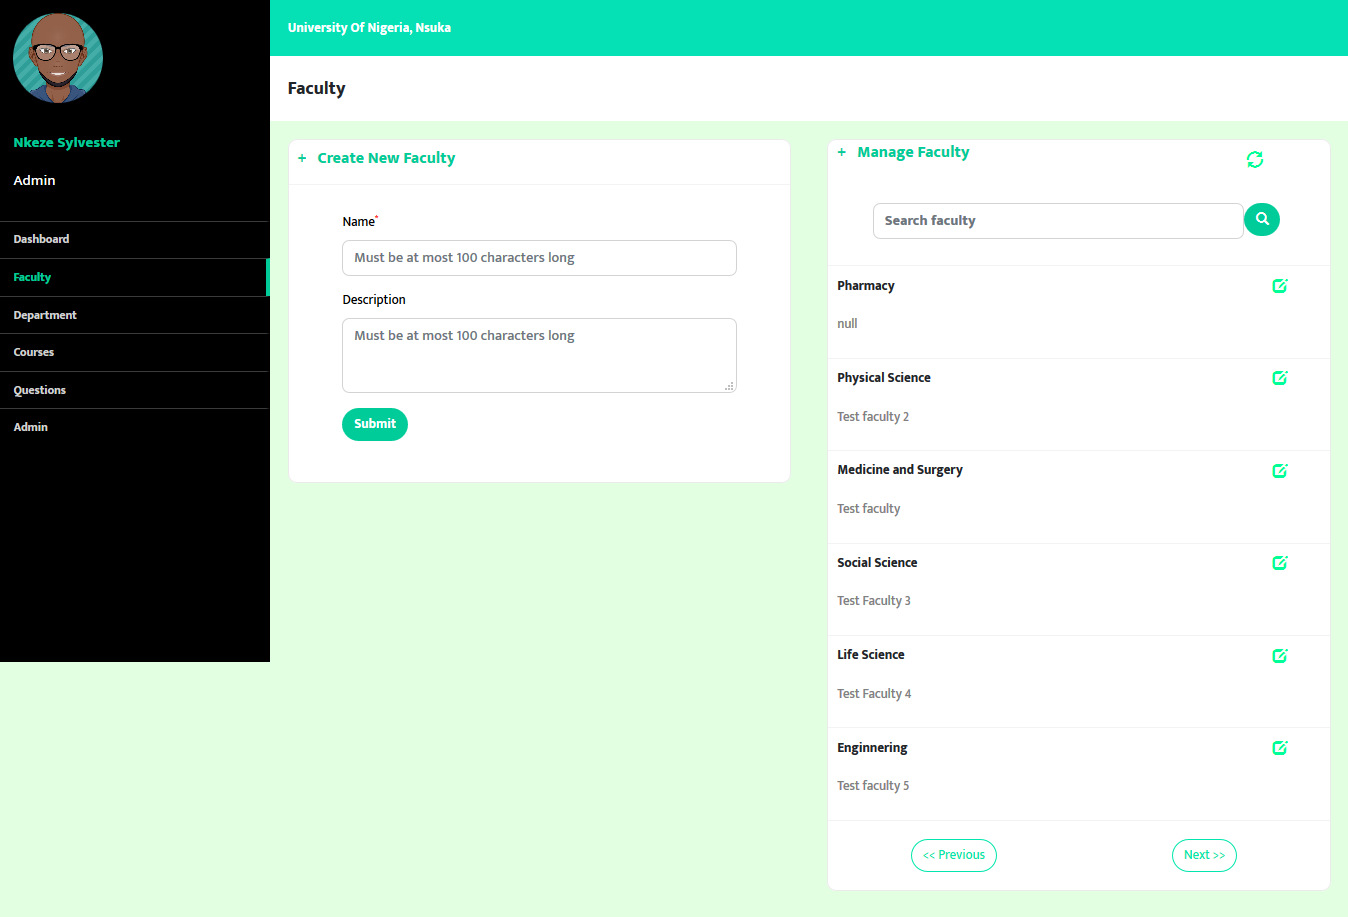 Nkeze Sylvester
Admin
Dashboard
Faculty
Department
Courses
Questions
Admin
University Of Nigeria, Nsuka
Faculty
+ Create New Faculty
Name*
Must be at most 100 characters long
Description
Must be at most 100 characters long
Submit
+ Manage Faculty
Search faculty
Pharmacy
null
Physical Science
Test faculty 2
Medicine and Surgery
Test faculty
Social Science
Test Faculty 3
Life Science
Test Faculty 4
Enginnering
Test faculty 5
<< Previous
Next >>